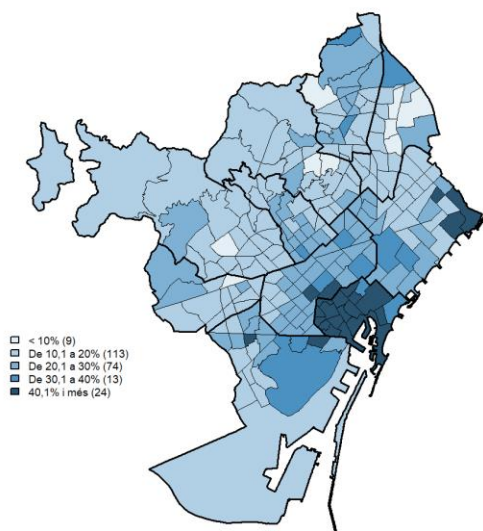 < 10% (9)
De 10,1 a 20% (113)
De 20,1 a 30% (74)
De 30,1 a 40% (13)
40,1% i més (24)